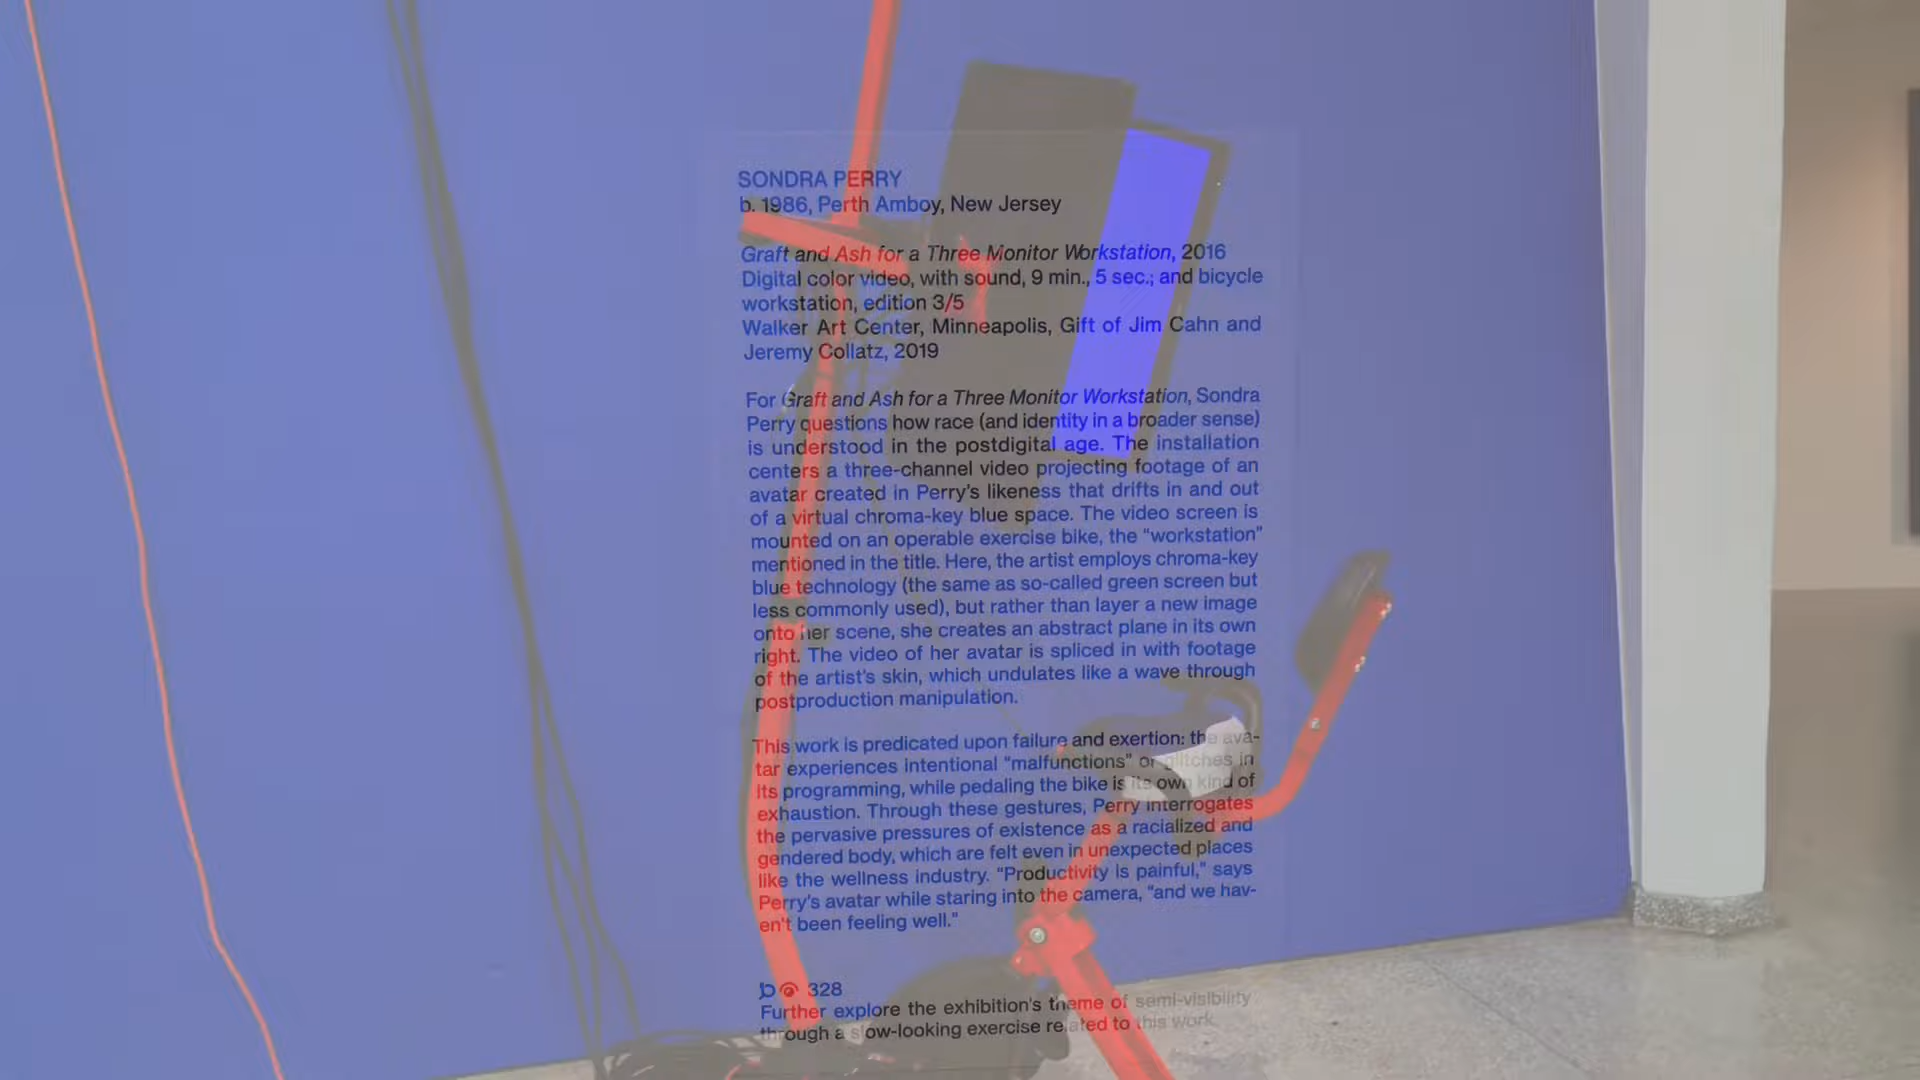 SONDRA PERRY
b. 1986, Perth Amboy, New Jersey
Graft and Ash for a Three Monitor Workstation, 2016
Digital color video, with sound, 9 min., 5 sec.; and bicycle
workstation, edition 3/5
Walker Art Center, Minneapolis, Gift of Jim Cahn and
Jeremy Collatz, 2019
For Graft and Ash for a Three Monitor Workstation, Sondra
Perry questions how race (and identity in a broader sense)
is understood in the postdigital age. The installation
centers a three-channel video projecting footage of an
avatar created in Perry's likeness that drifts in and out
of a virtual chroma-key blue space. The video screen is
mounted on an operable exercise bike, the "workstation"
mentioned in the title. Here, the artist employs chroma-key
blue technology (the same as so-called green screen but
less commonly used), but rather than layer a new image
onto her scene, she creates an abstract plane in its own
right. The video of her avatar is spliced in with footage
of the artist's skin, which undulates like a wave through
postproduction manipulation.
This work is predicated upon failure and exertion: the ava-
tar experiences intentional "malfunctions" or glitches in
its programming, while pedaling the bike is its own kind of
exhaustion. Through these gestures, Perry interrogates
the pervasive pressures of existence as a racialized and
gendered body, which are felt even in unexpected places
like the wellness industry. "Productivity is painful," says
Perry's avatar while staring into the camera, "and we hav-
en't been feeling well."
328
Further explore the exhibition's theme of semi-visibility
through a slow-looking exercise related to this work.